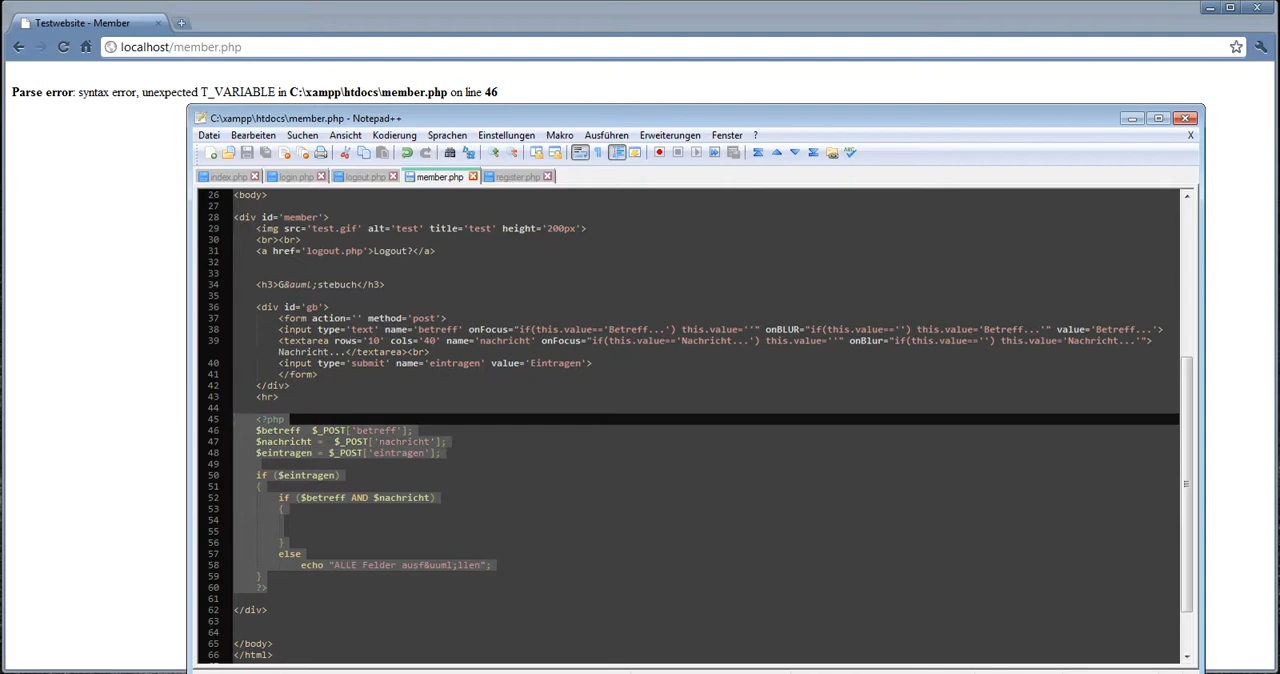 Testwebsite - Member
localhost/member.php
Parse error: syntax error, unexpected T_VARIABLE in C:\xampp\htdocs\member.php on line 46
C:\xampp\htdocs\member.php - Notepad++
Datei Bearbeiten Suchen Ansicht Kodierung Sprachen Einstellungen Makro Ausführen Erweiterungen Fenster ? X
index.php login.php logout.php member.php register.php
26 <body>
27
28 <div id='member'>
29 <img src='test.gif' alt='test' title='test' height='200px'
30 <br><br>
31 <a href='logout.php'>Logout?</a>
32
33
34 <h3>G&auml;stebuch</h3>
35
36 <div id='gb'>
37 <form action='' method='post'>
38 <input type='text' name='betreff' onFocus="if(this.value=='Betreff...') this.value=''" onBLUR="if(this.value=='') this.value='Betreff...'" value='Betreff...'>
39 <textarea rows='10' cols='40' name='nachricht' onFocus="if(this.value=='Nachricht...') this.value=''" onBlur="if(this.value=='') this.value='Nachricht...'">
Nachricht...</textarea><br>
40 <input type='submit' name='eintragen' value='Eintragen'>
41 </form>
42 </div>
43 <hr>
44
45 <?php
46 $betreff $_POST['betreff'];
47 $nachricht = $_POST['nachricht'];
48 $eintragen = $_POST['eintragen'];
49
50 if ($eintragen)
51 {
52 if ($betreff AND $nachricht)
53 {
54
55
56 }
57 else
58 echo "ALLE Felder ausf&uuml;llen";
59 }
60 ?>
61
62 </div>
63
64
65 </body>
66 </html>